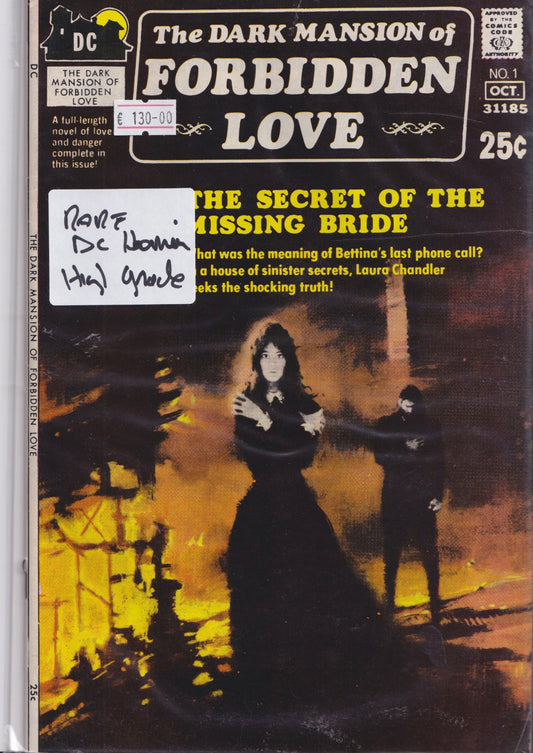 DC
The DARK MANSION of
FORBIDDEN
LOVE
APPROVED
BY THE
COMICS
CODE
AUTHORITY
NO. 1
OCT.
31185
25¢
DC
THE DARK
MANSION OF
FORBIDDEN
LOVE
A full-length
novel of love
and danger
complete in
this issue!
€ 130-00
RARE
DC Horror
High Grade
THE SECRET OF THE
MISSING BRIDE
hat was the meaning of Bettina's last phone call?
a house of sinister secrets, Laura Chandler
eeks the shocking truth!
THE DARK MANSION OF FORBIDDEN LOVE
25¢